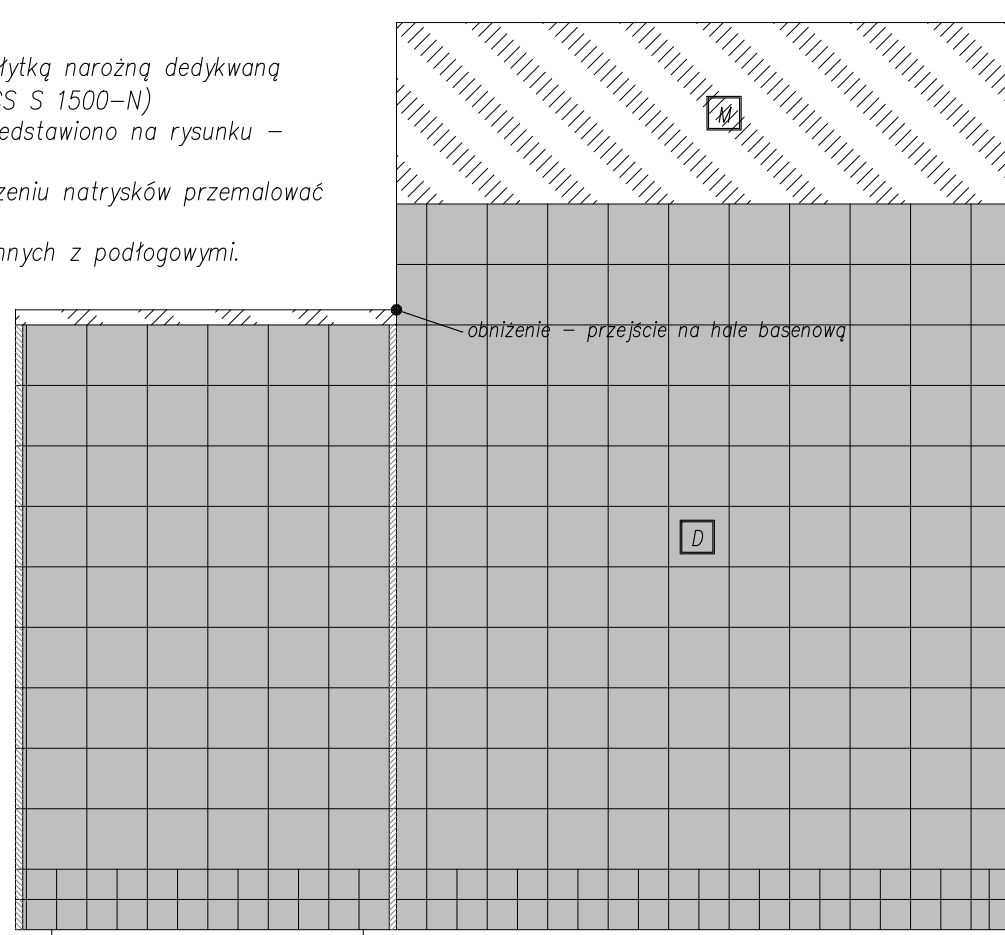 łytką narożną dedykwaną
CS S 1500-N)
edstawiono na rysunku -
zeniu natrysków przemalować
nnych z podłogowymi.
M
obniżenie - przejście na hale basenową
D